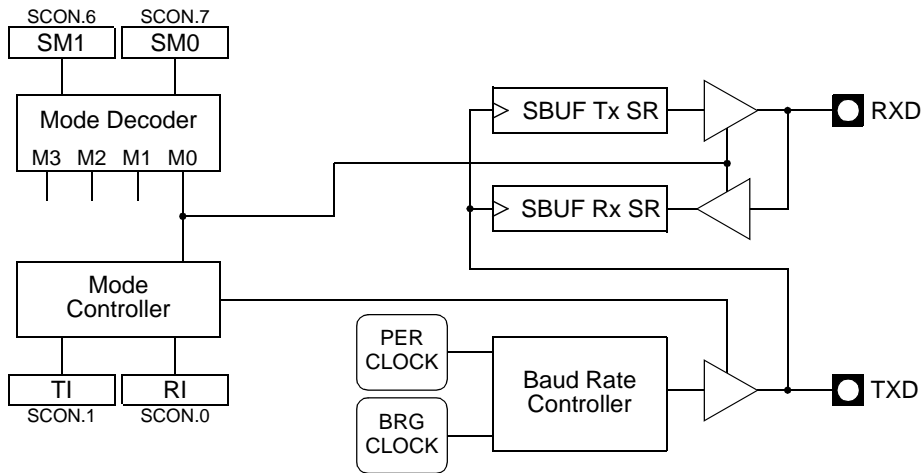 SCON.6 SCON.7
SM1 SM0
Mode Decoder
M3 M2 M1 M0
SBUF Tx SR
RXD
SBUF Rx SR
Mode
Controller
TI RI
SCON.1 SCON.0
PER
CLOCK
BRG
CLOCK
Baud Rate
Controller
TXD